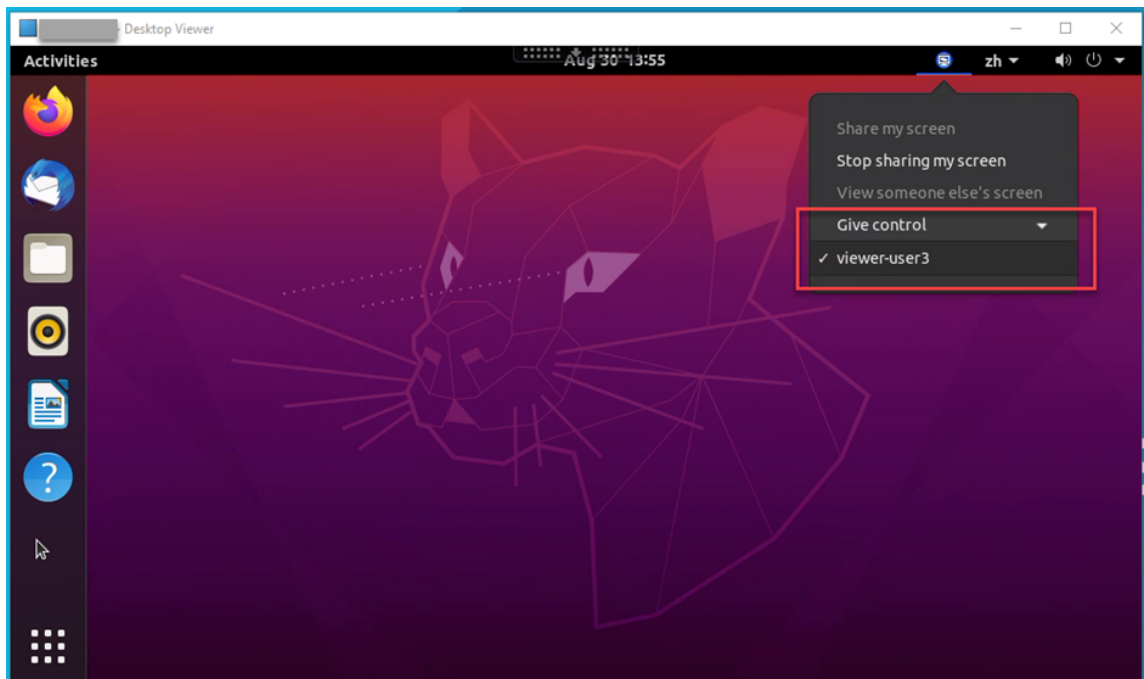 - Desktop Viewer
Activities Aug 30 13:55 zh
Share my screen
Stop sharing my screen
View someone else's screen
Give control
✓ viewer-user3
?